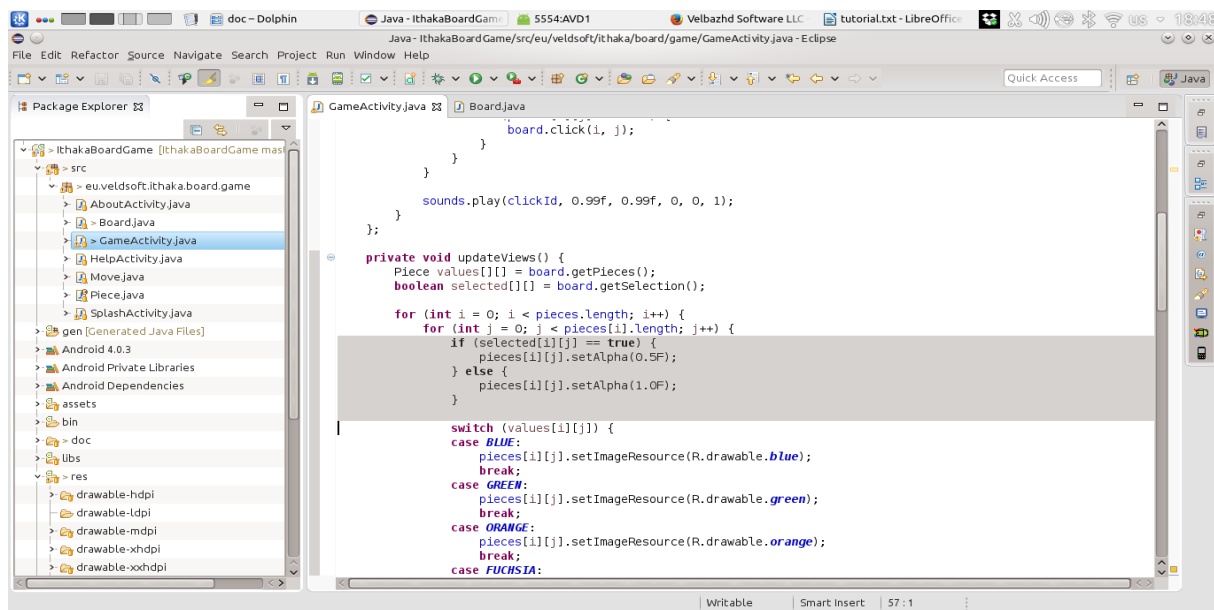 doc – Dolphin
Java - IthakaBoardGame
5554:AVD1
Velbazhd Software LLC
tutorial.txt - LibreOffice
US
18:48
Java - IthakaBoardGame/src/eu/veldsoft/ithaka/board/game/GameActivity.java - Eclipse
File Edit Refactor Source Navigate Search Project Run Window Help
Quick Access
Java
Package Explorer
> IthakaBoardGame [IthakaBoardGame mast
> src
> eu.veldsoft.ithaka.board.game
AboutActivity.java
> Board.java
> GameActivity.java
HelpActivity.java
Move.java
Piece.java
SplashActivity.java
gen [Generated Java Files]
Android 4.0.3
Android Private Libraries
Android Dependencies
assets
bin
> doc
libs
> res
drawable-hdpi
drawable-ldpi
drawable-mdpi
drawable-xhdpi
drawable-xxhdpi
GameActivity.java
Board.java
board.click(i, j);
}
}
}
sounds.play(clickId, 0.99f, 0.99f, 0, 0, 1);
}
};
private void updateViews() {
Piece values[][] = board.getPieces();
boolean selected[][] = board.getSelection();
for (int i = 0; i < pieces.length; i++) {
for (int j = 0; j < pieces[i].length; j++) {
if (selected[i][j] == true) {
pieces[i][j].setAlpha(0.5F);
} else {
pieces[i][j].setAlpha(1.0F);
}
switch (values[i][j]) {
case BLUE:
pieces[i][j].setImageResource(R.drawable.blue);
break;
case GREEN:
pieces[i][j].setImageResource(R.drawable.green);
break;
case ORANGE:
pieces[i][j].setImageResource(R.drawable.orange);
break;
case FUCHSIA:
Writable
Smart Insert
57 : 1